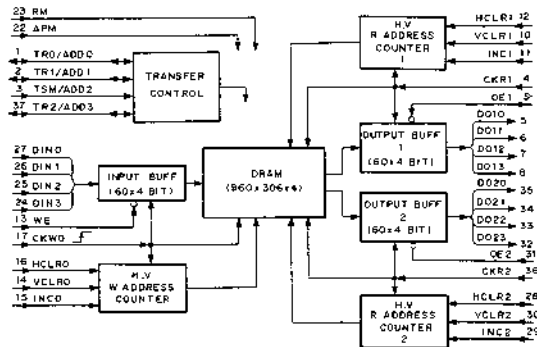 23 RM
22 APM
1 TR0/ADD0
2 TR1/ADD1
3 TSM/ADD2
37 TR2/ADD3
TRANSFER
CONTROL
H,V
R ADDRESS
COUNTER
1
HCLR1 12
VCLR1 10
INC1 11
CKR1 4
OE1 9
27 DIN0
26 DIN1
25 DIN2
24 DIN3
13 WE
17 CKW0
INPUT BUFF
(60x4 BIT)
DRAM
(960x306x4)
OUTPUT BUFF
1
(60x4 BIT)
DO10 5
DO11 6
DO12 7
DO13 8
OUTPUT BUFF
2
(60x4 BIT)
DO20 35
DO21 34
DO22 33
DO23 32
OE2 31
CKR2 36
16 HCLR0
14 VCLR0
15 INC0
H,V
W ADDRESS
COUNTER
H,V
R ADDRESS
COUNTER
2
HCLR2 28
VCLR2 30
INC2 29